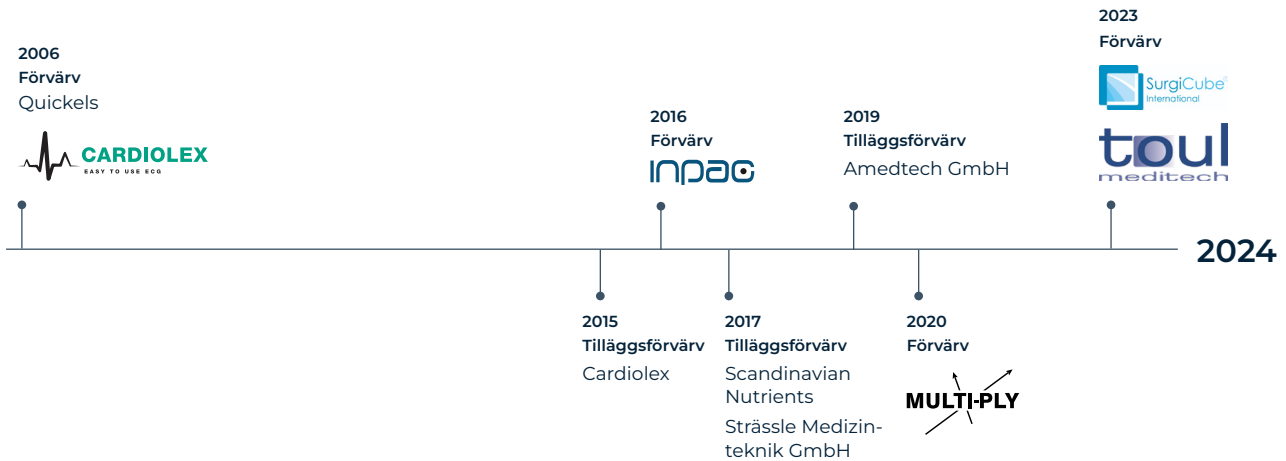 2006
Förvärv
Quickels
CARDIOLEX
EASY TO USE ECG
2016
Förvärv
inpac
2019
Tilläggsförvärv
Amedtech GmbH
2023
Förvärv
SurgiCube®
International
toul
meditech
2024
2015
Tilläggsförvärv
Cardiolex
2017
Tilläggsförvärv
Scandinavian
Nutrients
Strässle Medizin-
teknik GmbH
2020
Förvärv
MULTI-PLY